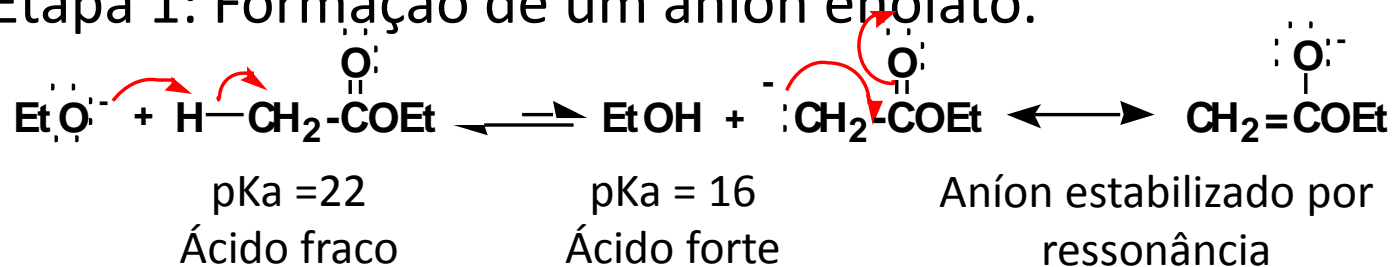 Etapa 1: Formação de um ânion enolato.
O O O -
EtO - + H—CH2-COEt EtOH + - :CH2-COEt CH2=COEt
pKa =22 pKa = 16 Aníon estabilizado por
Ácido fraco Ácido forte ressonância